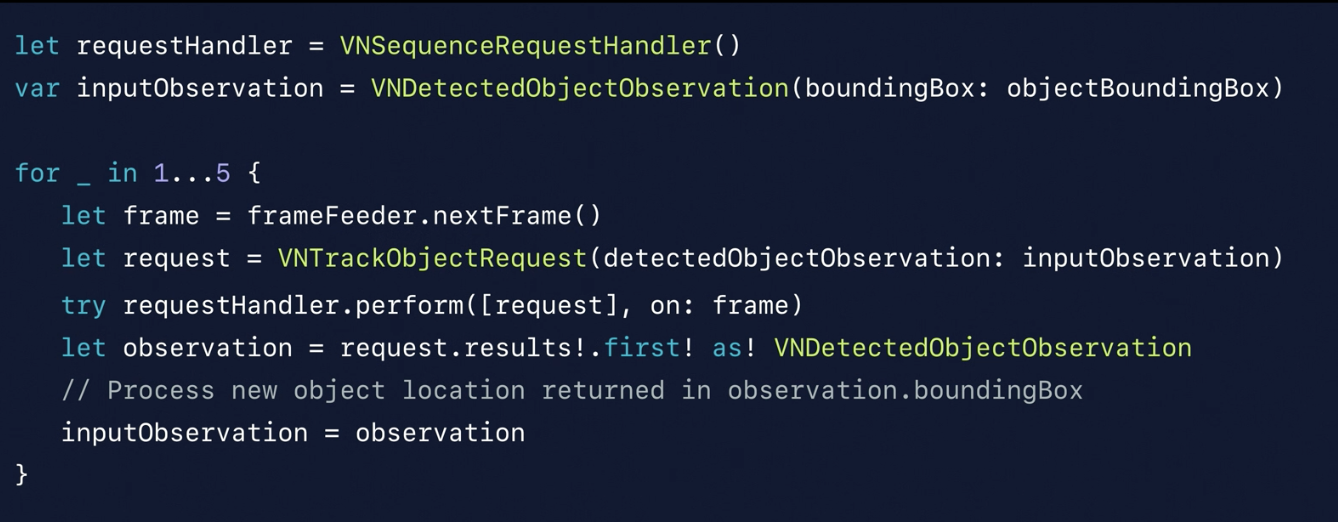 let requestHandler = VNSequenceRequestHandler()
var inputObservation = VNDetectedObjectObservation(boundingBox: objectBoundingBox)
for _ in 1...5 {
let frame = frameFeeder.nextFrame()
let request = VNTrackObjectRequest(detectedObjectObservation: inputObservation)
try requestHandler.perform([request], on: frame)
let observation = request.results!.first! as! VNDetectedObjectObservation
// Process new object location returned in observation.boundingBox
inputObservation = observation
}